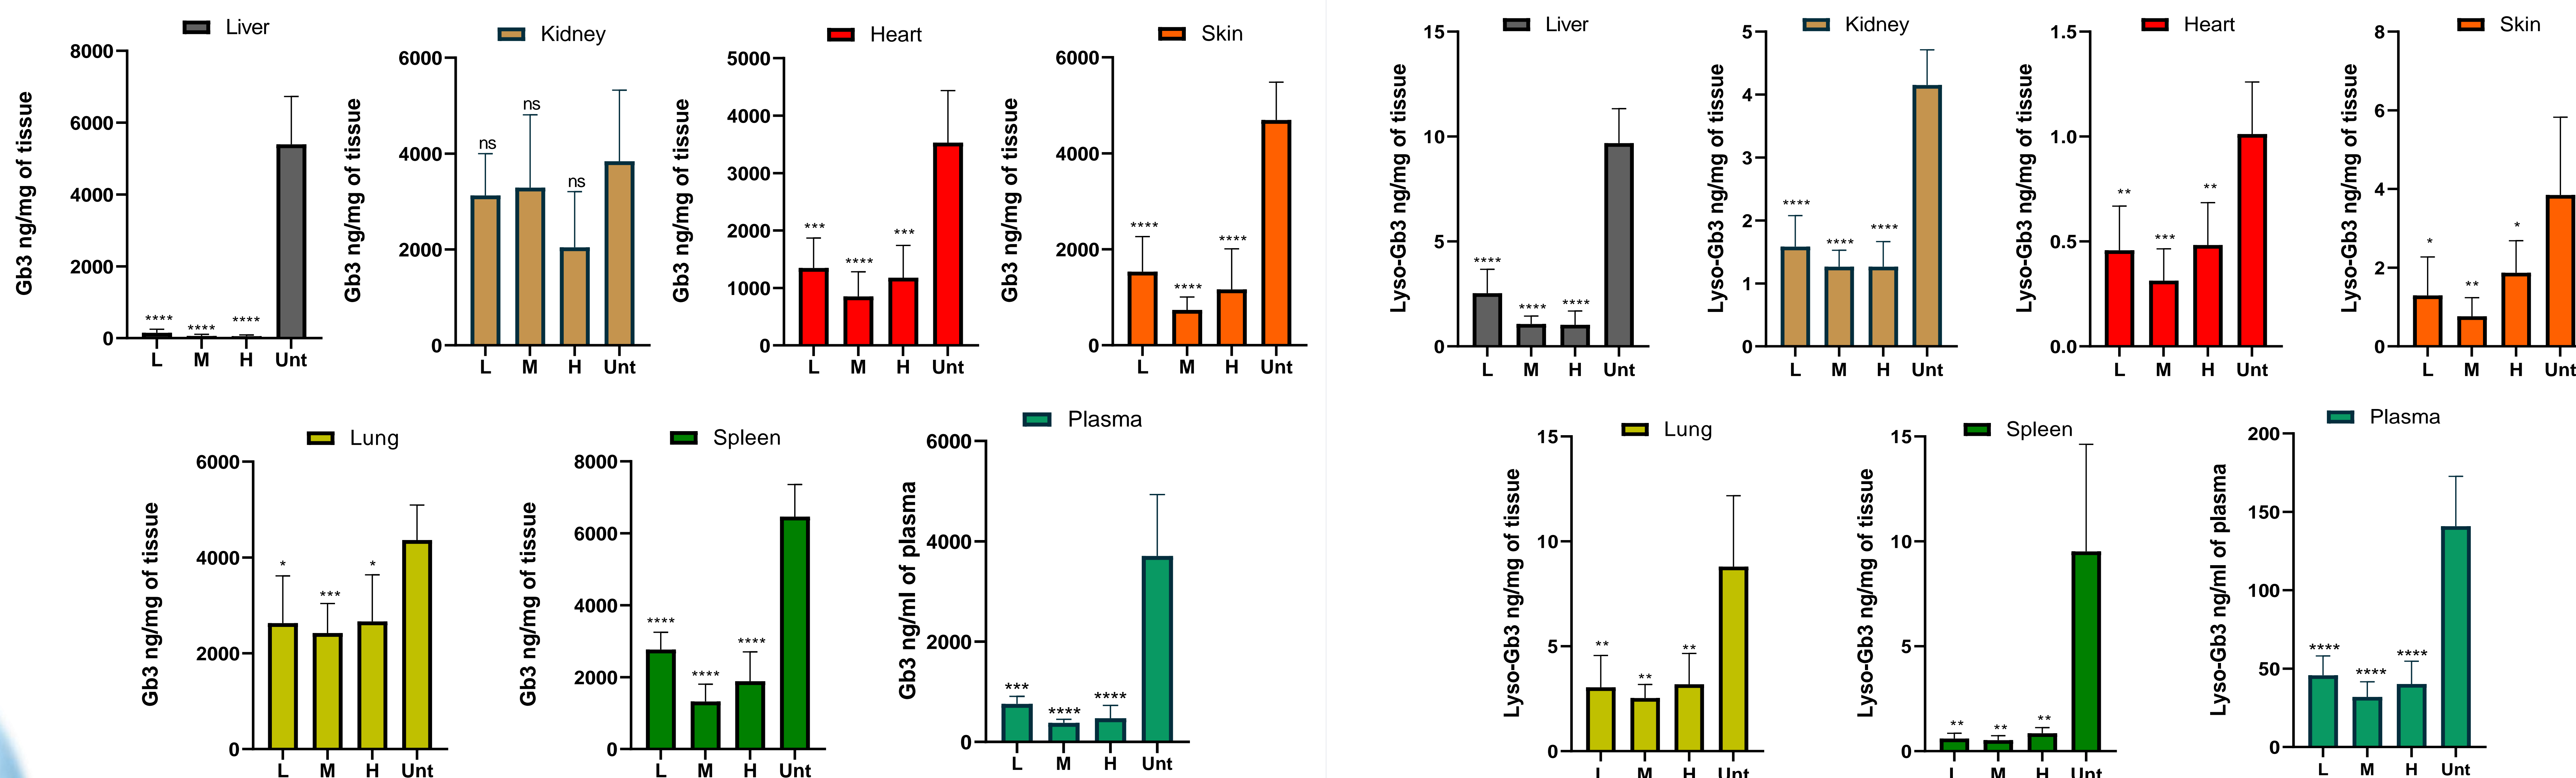 Liver
Gb3 ng/mg of tissue
8000
6000
4000
2000
0
****
****
****
L M H Unt
Kidney
Gb3 ng/mg of tissue
6000
4000
2000
0
ns
ns
ns
L M H Unt
Heart
Gb3 ng/mg of tissue
5000
4000
3000
2000
1000
0
***
****
***
L M H Unt
Skin
Gb3 ng/mg of tissue
6000
4000
2000
0
****
****
****
L M H Unt
Liver
Lyso-Gb3 ng/mg of tissue
15
10
5
0
****
****
****
L M H Unt
Kidney
Lyso-Gb3 ng/mg of tissue
5
4
3
2
1
0
****
****
****
L M H Unt
Heart
Lyso-Gb3 ng/mg of tissue
1.5
1.0
0.5
0.0
**
***
**
L M H Unt
Skin
Lyso-Gb3 ng/mg of tissue
8
6
4
2
0
*
**
*
L M H Unt
Lung
Gb3 ng/mg of tissue
6000
4000
2000
0
*
***
*
L M H Unt
Spleen
Gb3 ng/mg of tissue
8000
6000
4000
2000
0
****
****
****
L M H Unt
Plasma
Gb3 ng/ml of plasma
6000
4000
2000
0
***
****
****
L M H Unt
Lung
Lyso-Gb3 ng/mg of tissue
15
10
5
0
**
**
**
L M H Unt
Spleen
Lyso-Gb3 ng/mg of tissue
15
10
5
0
**
**
**
L M H Unt
Plasma
Lyso-Gb3 ng/ml of plasma
200
150
100
50
0
****
****
****
L M H Unt